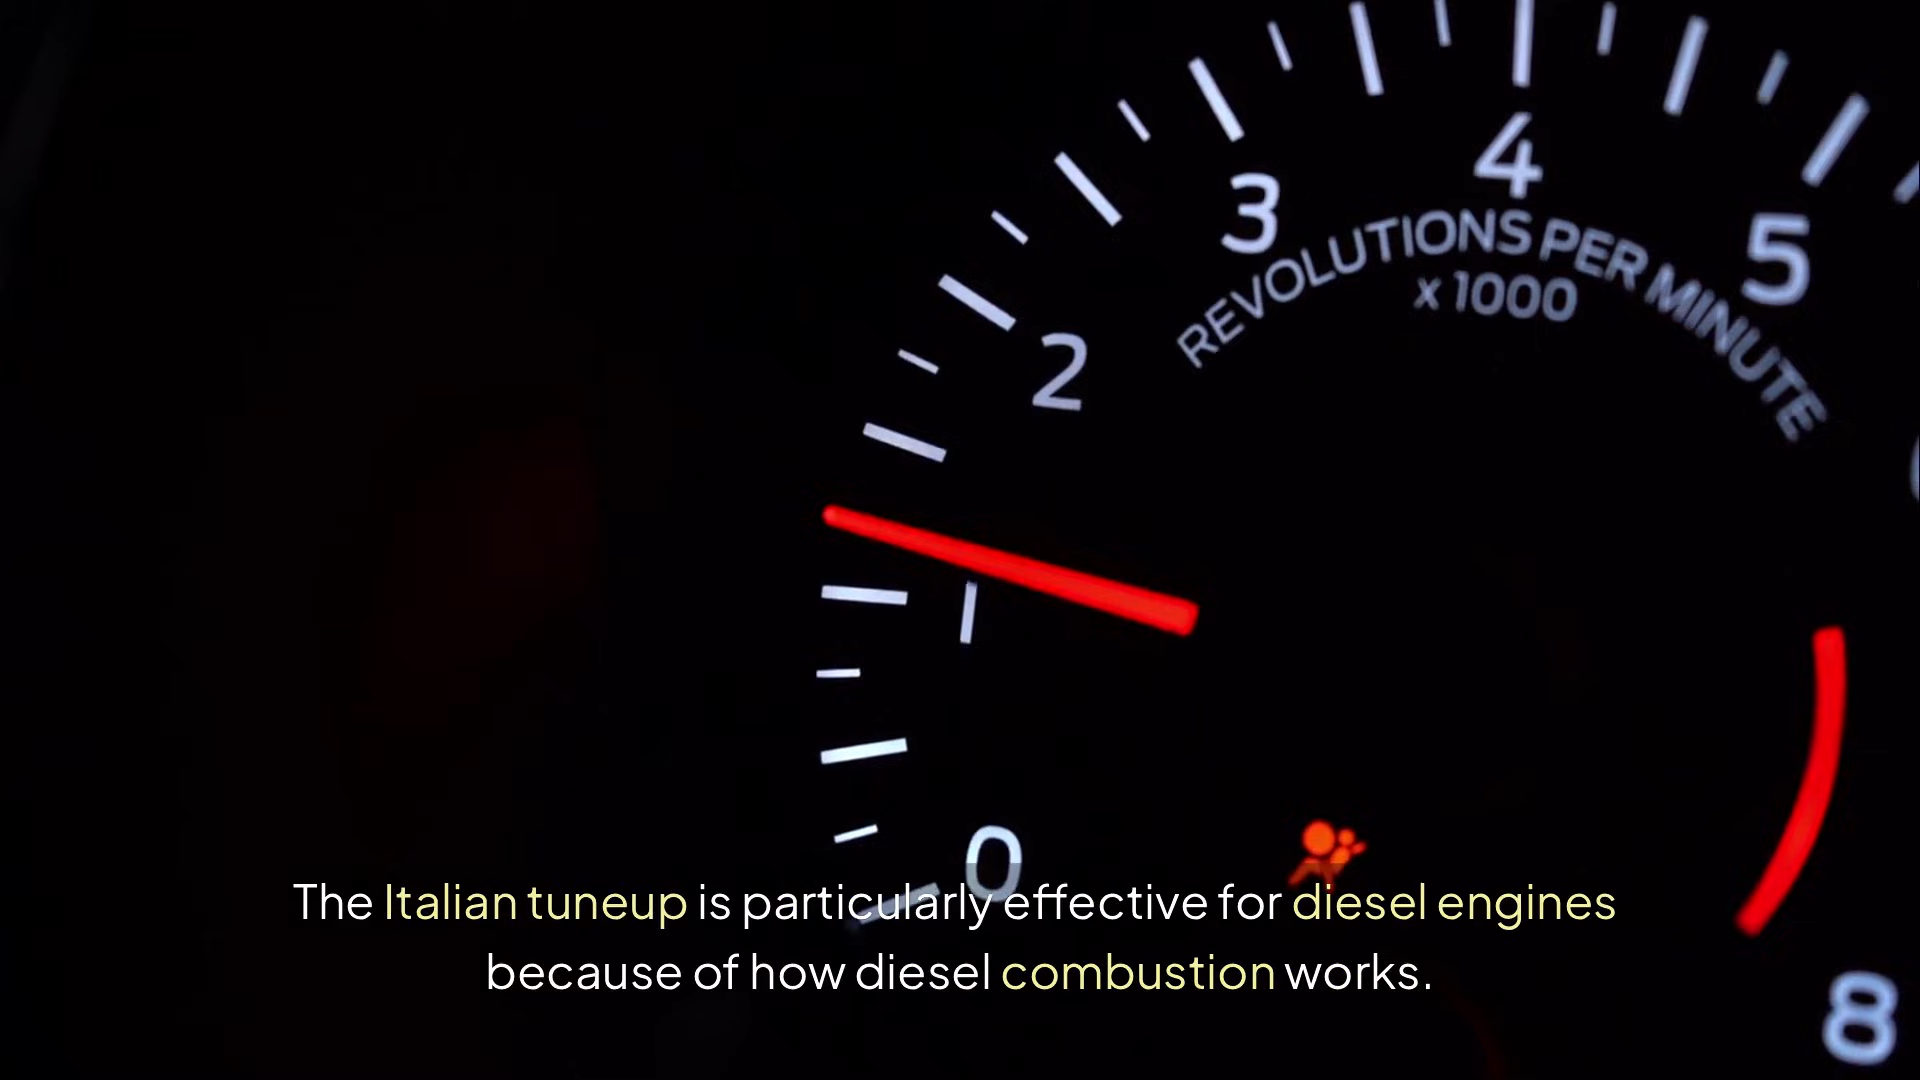 4
3
5
REVOLUTIONS PER MINUTE
x 1000
2
1
0
The Italian tuneup is particularly effective for diesel engines
because of how diesel combustion works.
8